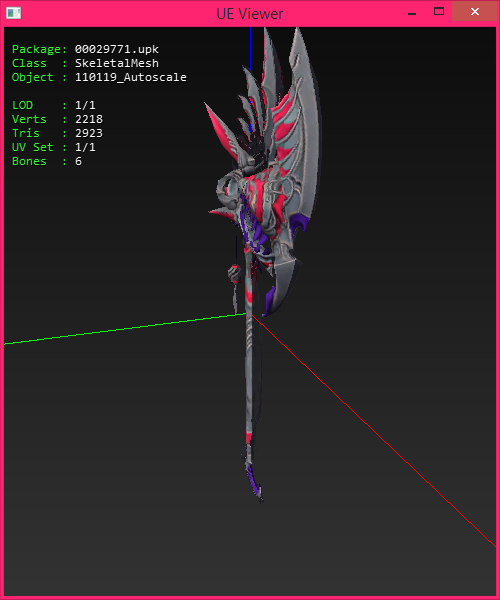 UE Viewer
Package: 00029771.upk
Class : SkeletalMesh
Object : 110119_Autoscale
LOD : 1/1
Verts : 2218
Tris : 2923
UV Set : 1/1
Bones : 6